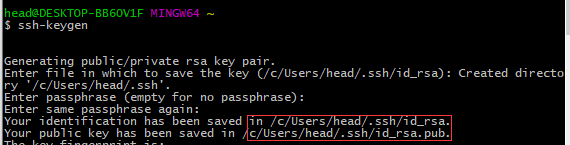 head@DESKTOP-BB6OV1F MINGW64 ~
$ ssh-keygen
Generating public/private rsa key pair.
Enter file in which to save the key (/c/Users/head/.ssh/id_rsa): Created directo
ry '/c/Users/head/.ssh'.
Enter passphrase (empty for no passphrase):
Enter same passphrase again:
Your identification has been saved in /c/Users/head/.ssh/id_rsa.
Your public key has been saved in /c/Users/head/.ssh/id_rsa.pub.
The key fingerprint is: